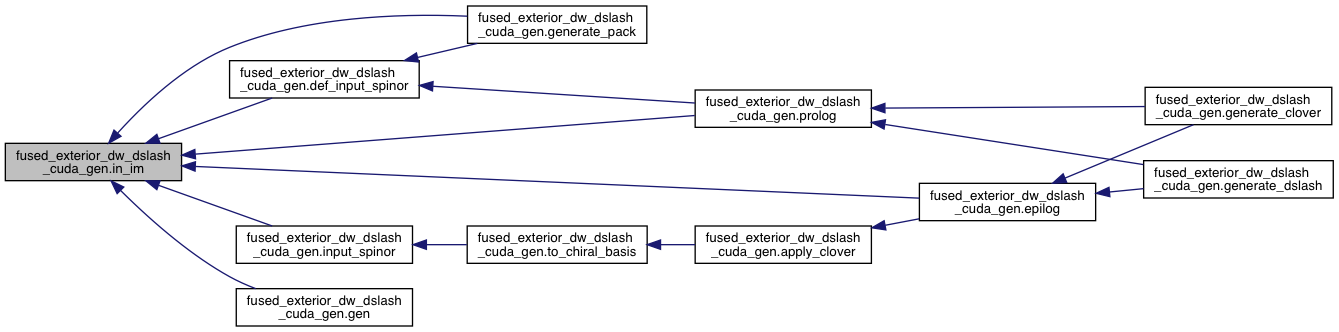 fused_exterior_dw_dslash
_cuda_gen.generate_pack
fused_exterior_dw_dslash
_cuda_gen.def_input_spinor
fused_exterior_dw_dslash
_cuda_gen.prolog
fused_exterior_dw_dslash
_cuda_gen.generate_clover
fused_exterior_dw_dslash
_cuda_gen.in_im
fused_exterior_dw_dslash
_cuda_gen.generate_dslash
fused_exterior_dw_dslash
_cuda_gen.epilog
fused_exterior_dw_dslash
_cuda_gen.input_spinor
fused_exterior_dw_dslash
_cuda_gen.to_chiral_basis
fused_exterior_dw_dslash
_cuda_gen.apply_clover
fused_exterior_dw_dslash
_cuda_gen.gen